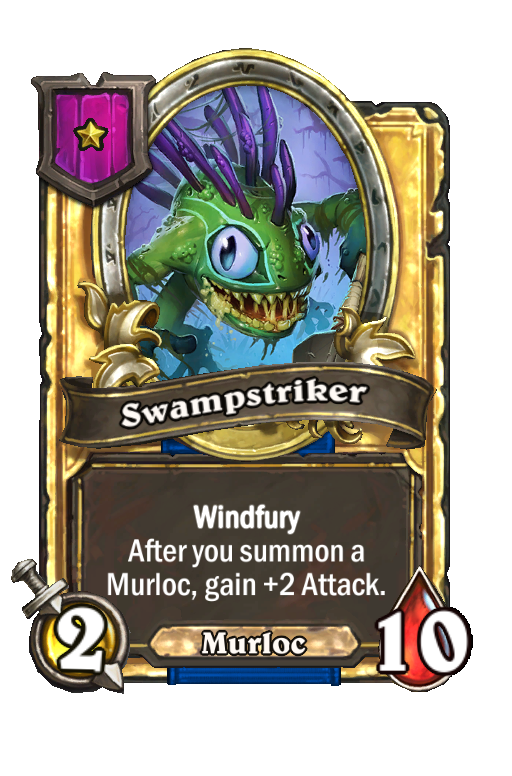 Swampstriker
Windfury
After you summon a
Murloc, gain +2 Attack.
2
Murloc
10